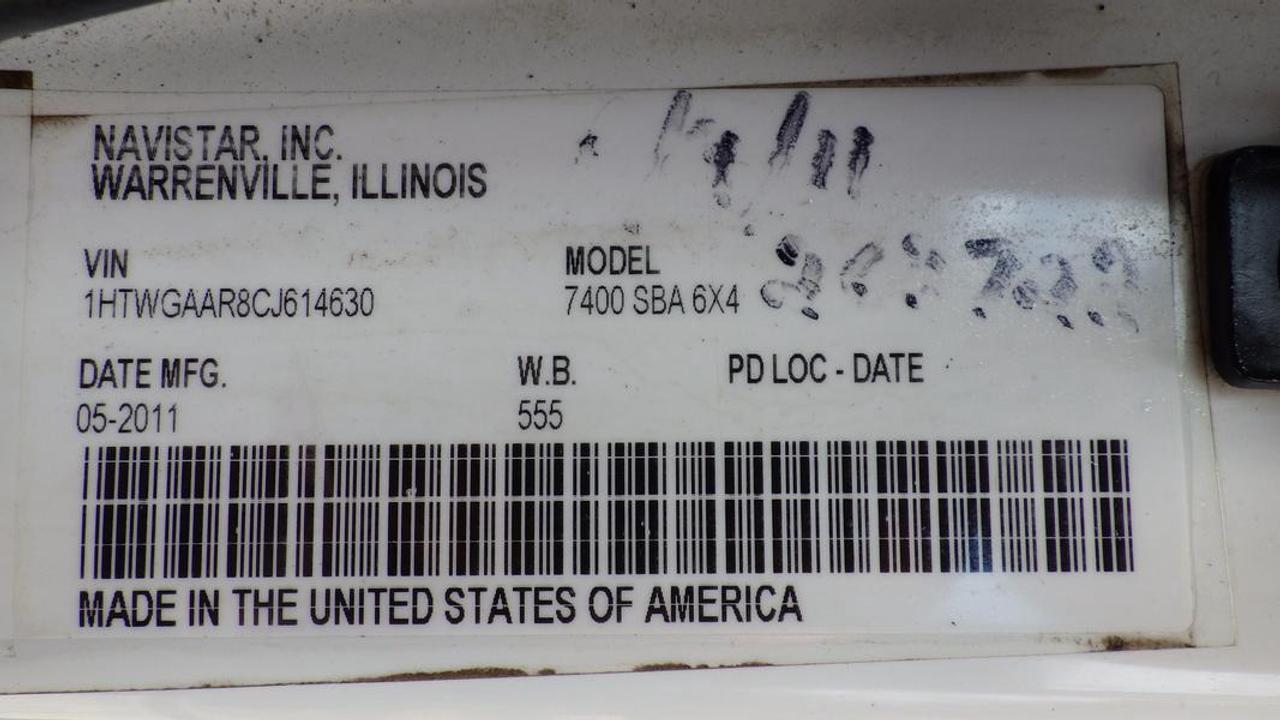 NAVISTAR, INC.
WARRENVILLE, ILLINOIS
VIN
1HTWGAAR8CJ614630
MODEL
7400 SBA 6X4
DATE MFG.
05-2011
W.B.
555
PD LOC - DATE
MADE IN THE UNITED STATES OF AMERICA